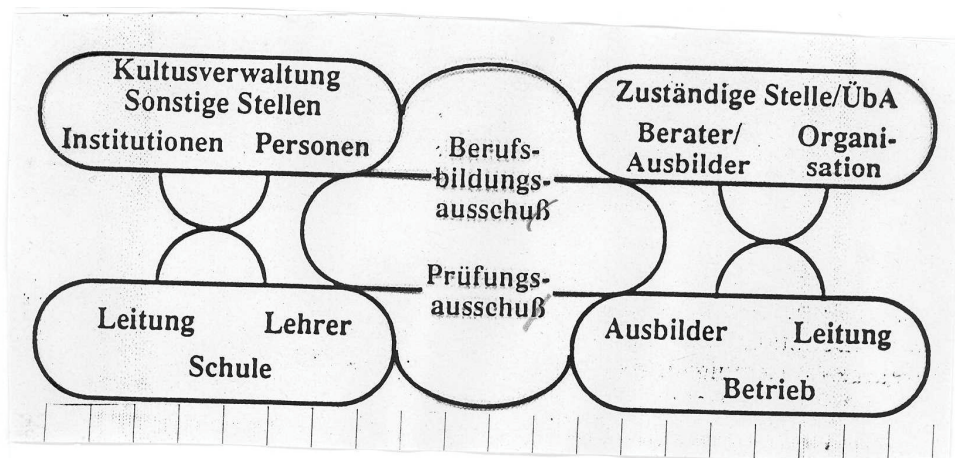 Kultusverwaltung
Sonstige Stellen
Institutionen Personen
Berufs-
bildungs-
ausschuß
Zuständige Stelle/ÜbA
Berater/
Ausbilder
Organi-
sation
Prüfungs-
ausschuß
Leitung Lehrer
Schule
Ausbilder Leitung
Betrieb